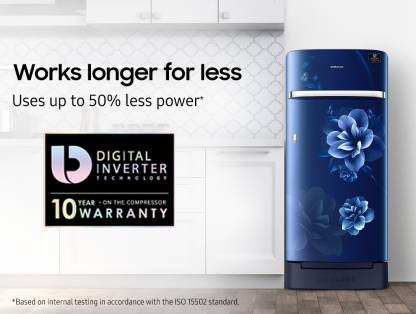 Works longer for less
Uses up to 50% less power*
SAMSUNG
DIGITAL
INVERTER
TECHNOLOGY
10 YEAR - ON THE COMPRESSOR
WARRANTY
*Based on internal testing in accordance with the ISO 15502 standard.